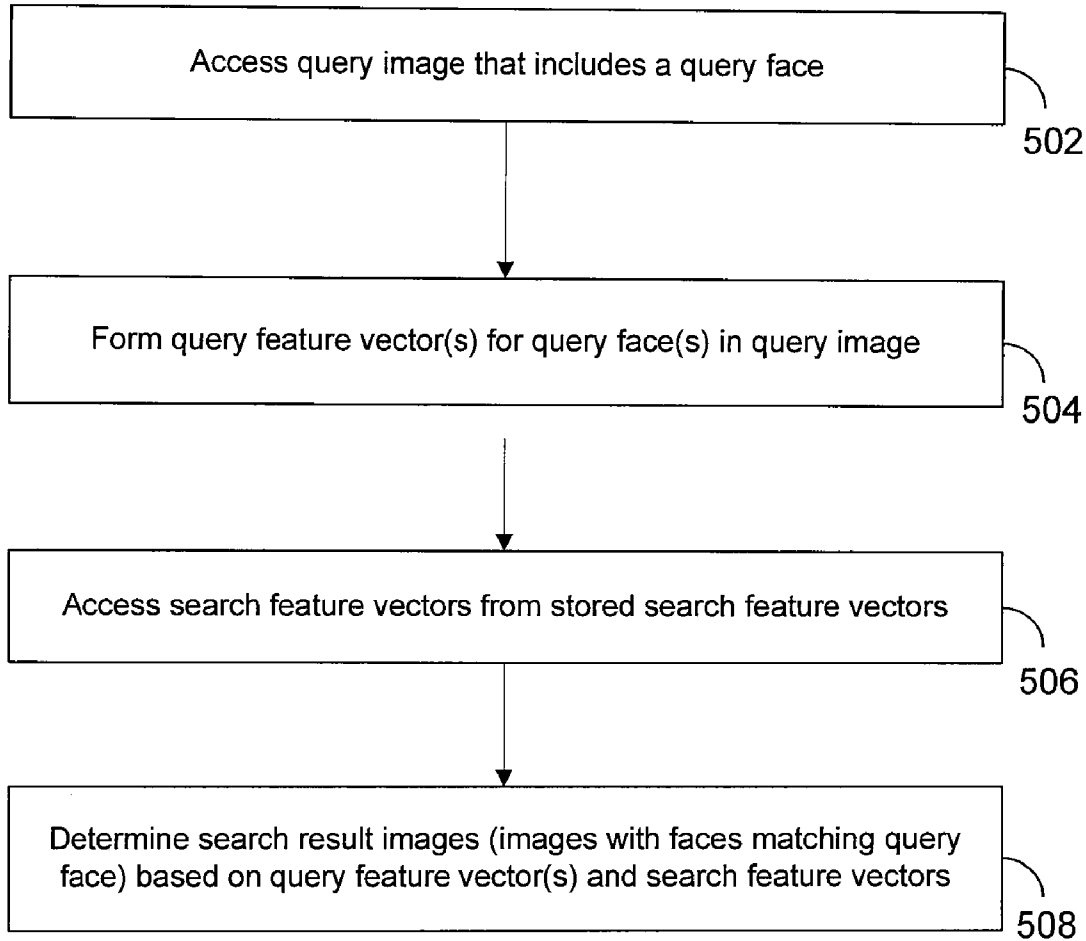 Access query image that includes a query face
502
Form query feature vector(s) for query face(s) in query image
504
Access search feature vectors from stored search feature vectors
506
Determine search result images (images with faces matching query
face) based on query feature vector(s) and search feature vectors
508